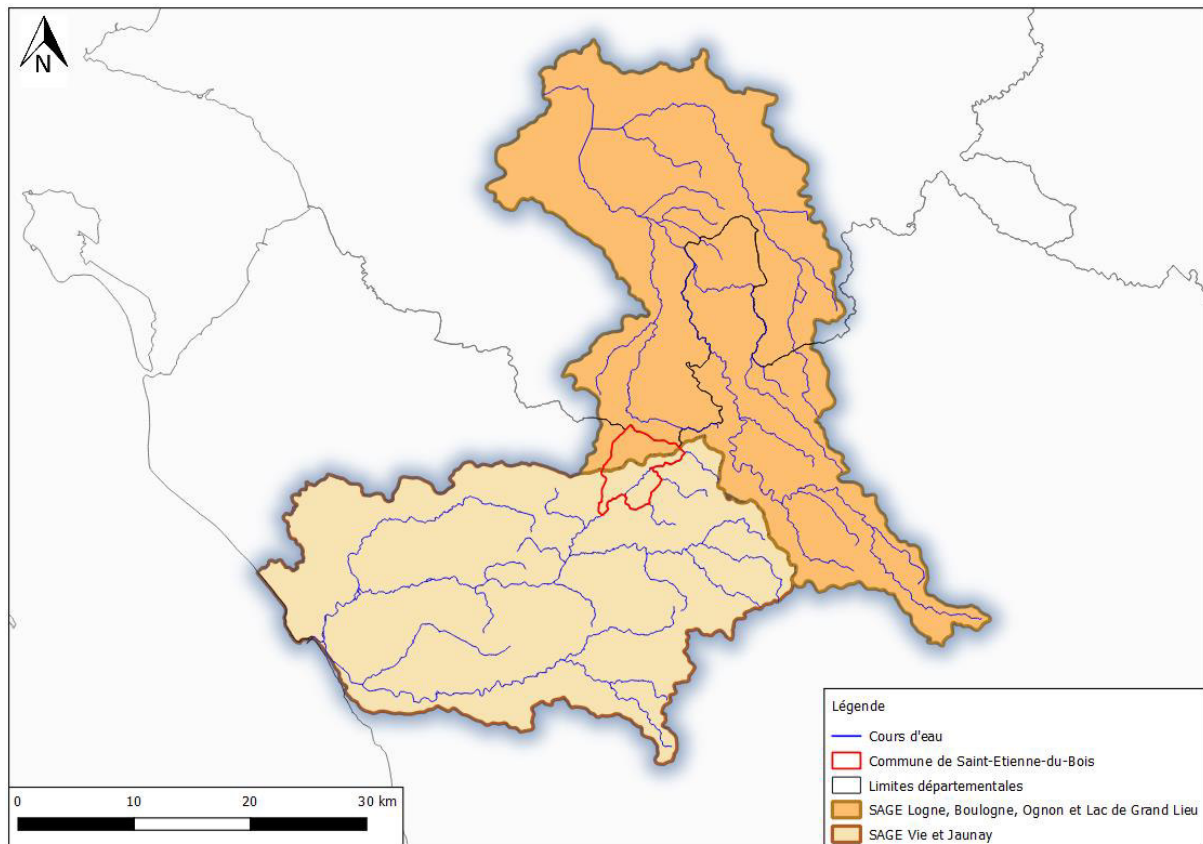 N
Légende
Cours d'eau
Commune de Saint-Etienne-du-Bois
Limites départementales
SAGE Logne, Boulogne, Ognon et Lac de Grand Lieu
SAGE Vie et Jaunay
0 10 20 30 km